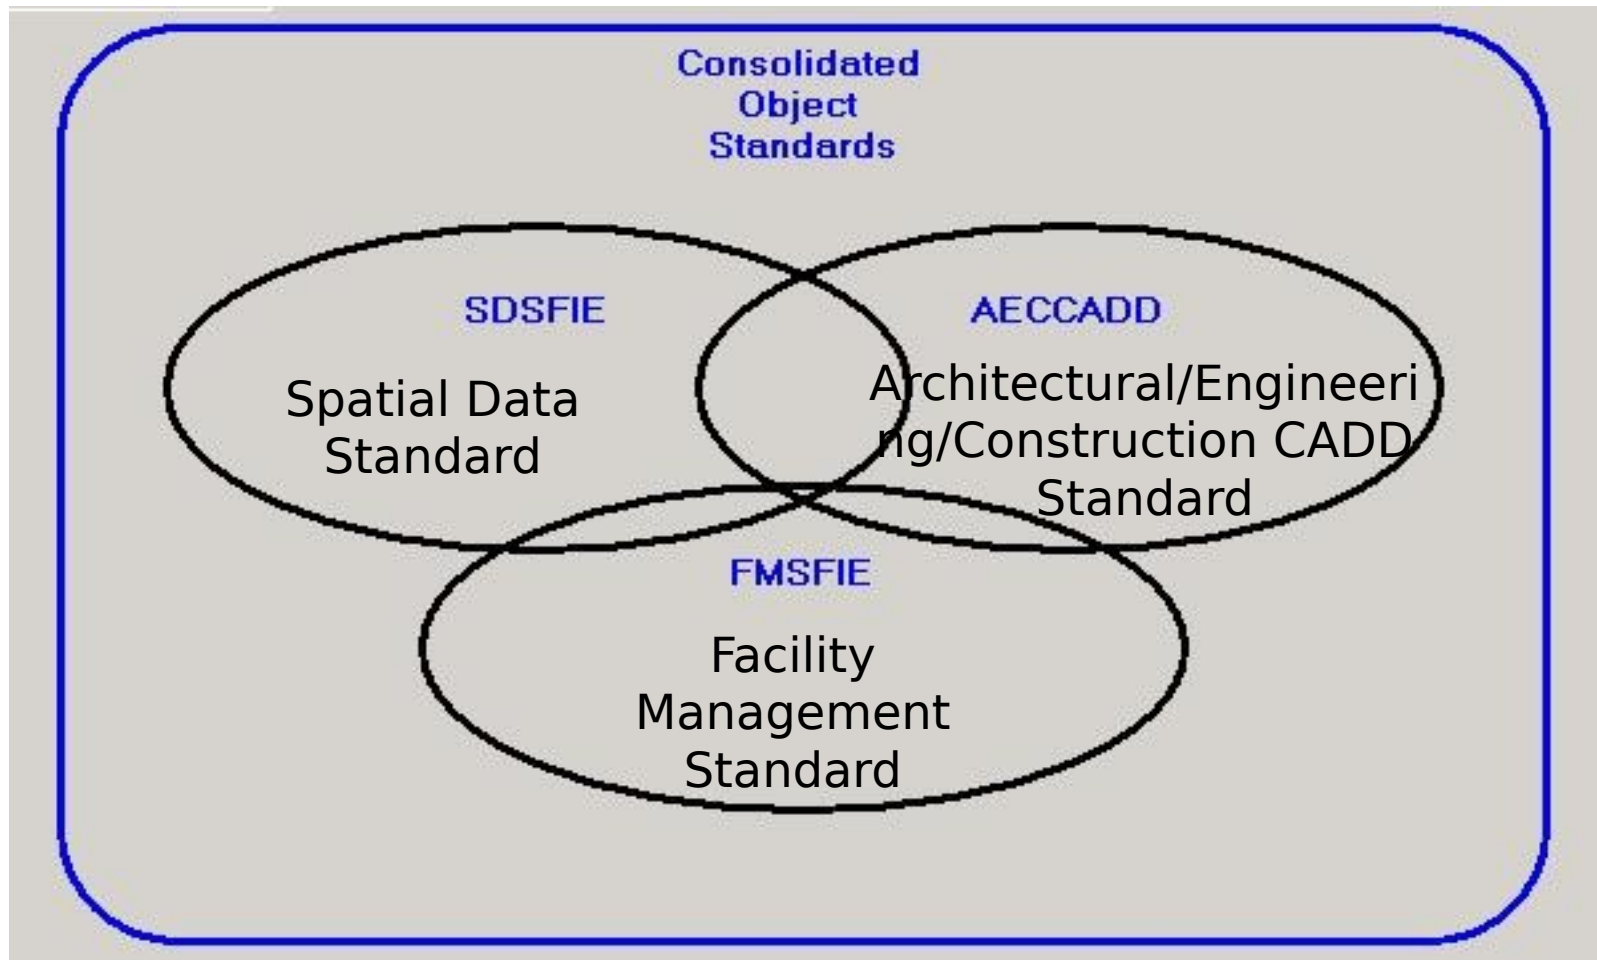 Consolidated
Object
Standards
SDSFIE
Spatial Data
Standard
AECCADD
Architectural/Engineeri
ng/Construction CADD
Standard
FMSFIE
Facility
Management
Standard